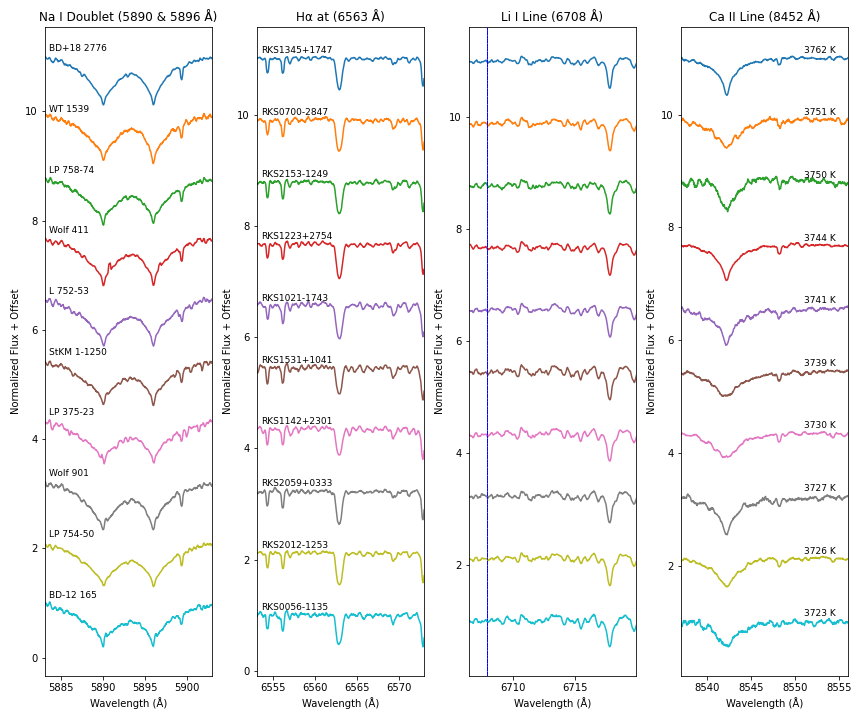 Na I Doublet (5890 & 5896 Å)
Hα at (6563 Å)
Li I Line (6708 Å)
Ca II Line (8452 Å)
BD+18 2776
WT 1539
LP 758-74
Wolf 411
L 752-53
StKM 1-1250
LP 375-23
Wolf 901
LP 754-50
BD-12 165
RKS1345+1747
RKS0700-2847
RKS2153-1249
RKS1223+2754
RKS1021-1743
RKS1531+1041
RKS1142+2301
RKS2059+0333
RKS2012-1253
RKS0056-1135
3762 K
3751 K
3750 K
3744 K
3741 K
3739 K
3730 K
3727 K
3726 K
3723 K
Normalized Flux + Offset
10
8
6
4
2
0
5885 5890 5895 5900
Wavelength (Å)
Normalized Flux + Offset
10
8
6
4
2
0
6555 6560 6565 6570
Wavelength (Å)
Normalized Flux + Offset
10
8
6
4
2
6710 6715
Wavelength (Å)
Normalized Flux + Offset
10
8
6
4
2
8540 8545 8550 8555
Wavelength (Å)